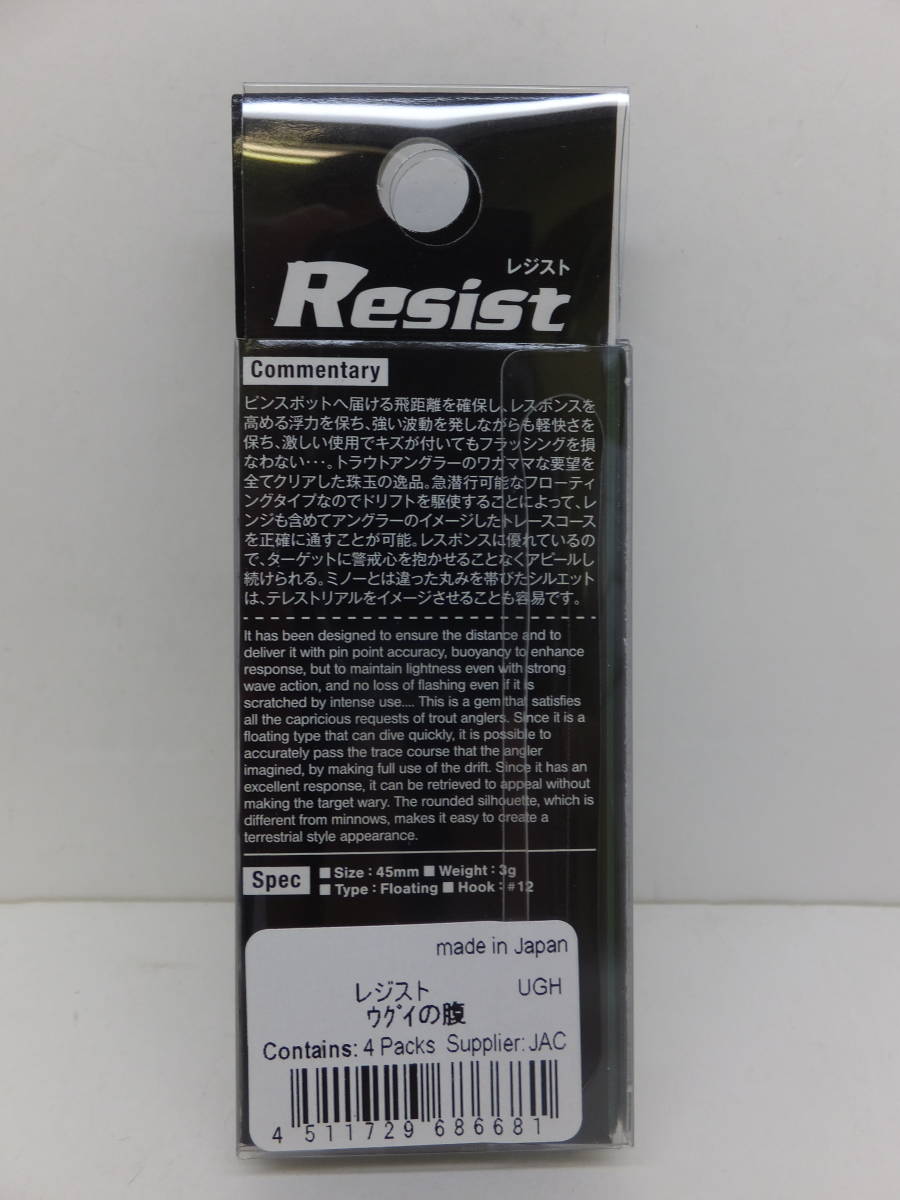 レジスト
Resist
Commentary
ピンスポットへ届ける飛距離を確保し、レスポンスを
高める浮力を保ち、強い波動を発しながらも軽快さを
保ち、激しい使用でキズが付いてもフラッシングを損
なわない・・・。トラウトアングラーのワガママな要望を
全てクリアした珠玉の逸品。急潜行可能なフローティ
ングタイプなのでドリフトを駆使することによって、レ
ンジも含めてアングラーのイメージしたトレースコース
を正確に通すことが可能。レスポンスに優れているの
で、ターゲットに警戒心を抱かせることなくアピールし
続けられる。ミノーとは違った丸みを帯びたシルエット
は、テレストリアルをイメージさせることも容易です。
It has been designed to ensure the distance and to
deliver it with pin point accuracy, buoyancy to enhance
response, but to maintain lightness even with strong
wave action, and no loss of flashing even if it is
scratched by intense use.... This is a gem that satisfies
all the capricious requests of trout anglers. Since it is a
floating type that can dive quickly, it is possible to
accurately pass the trace course that the angler
imagined, by making full use of the drift. Since it has an
excellent response, it can be retrieved to appeal without
making the target wary. The rounded silhouette, which is
different from minnows, makes it easy to create a
terrestrial style appearance.
Spec
■Size：45mm ■Weight：3g
■Type：Floating ■Hook：#12
made in Japan
レジスト UGH
ｳｸﾞｲの腹
Contains: 4 Packs Supplier: JAC
4 511729 686681